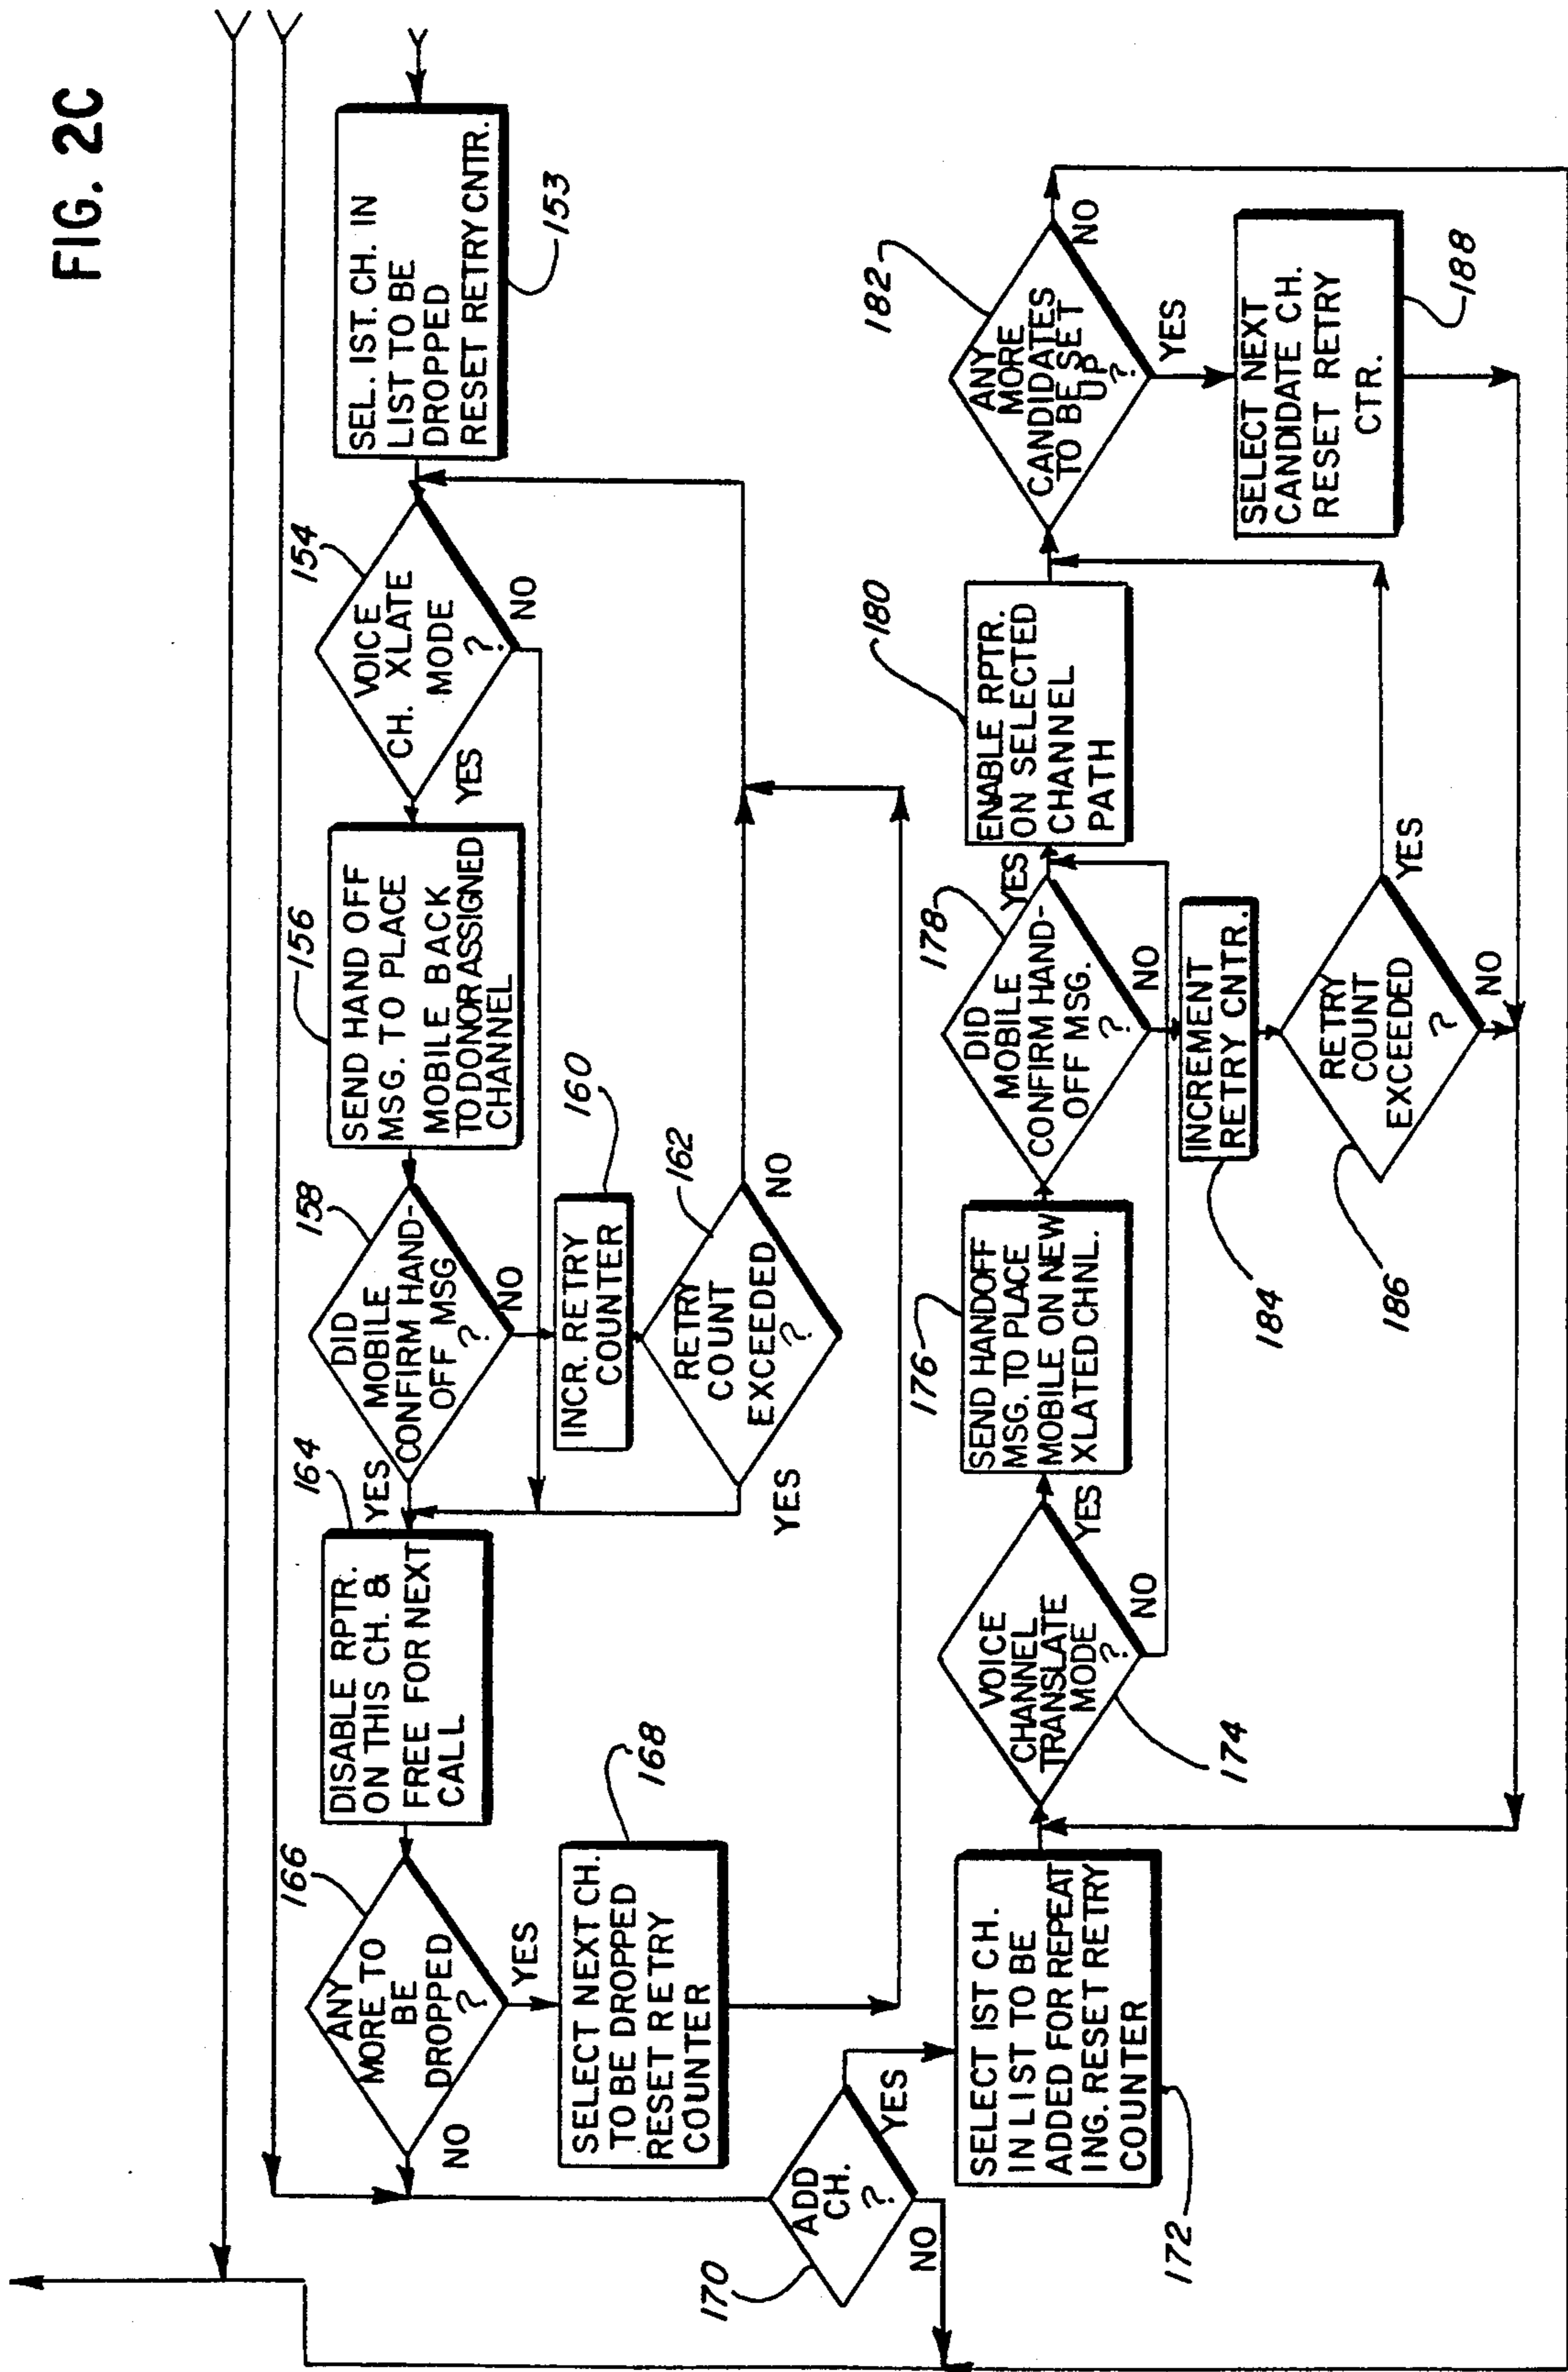 FIG. 2C
SEL. 1ST. CH. IN
LIST TO BE
DROPPED
RESET RETRY CNTR.
153
154
VOICE
CH. XLATE
MODE
?
NO
YES
156
SEND HAND OFF
MSG. TO PLACE
MOBILE BACK
TO DONOR ASSIGNED
CHANNEL
158
DID
MOBILE
CONFIRM HAND-
OFF MSG
?
NO
YES
160
INCR. RETRY
COUNTER
162
RETRY
COUNT
EXCEEDED
?
NO
YES
164
DISABLE RPTR.
ON THIS CH. &
FREE FOR NEXT
CALL
166
ANY
MORE TO
BE
DROPPED
?
YES
NO
168
SELECT NEXT CH.
TO BE DROPPED
RESET RETRY
COUNTER
170
ADD
CH.
?
YES
NO
172
SELECT 1ST CH.
IN LIST TO BE
ADDED FOR REPEAT
ING. RESET RETRY
COUNTER
174
VOICE
CHANNEL
TRANSLATE
MODE
?
YES
NO
176
SEND HANDOFF
MSG. TO PLACE
MOBILE ON NEW
XLATED CHNL.
178
DID
MOBILE
CONFIRM HAND-
OFF MSG.
?
YES
NO
180
ENABLE RPTR.
ON SELECTED
CHANNEL
PATH
182
ANY
MORE
CANDIDATES
TO BE SET
UP
?
NO
YES
184
INCREMENT
RETRY CNTR.
186
RETRY
COUNT
EXCEEDED
?
YES
NO
188
SELECT NEXT
CANDIDATE CH.
RESET RETRY
CTR.